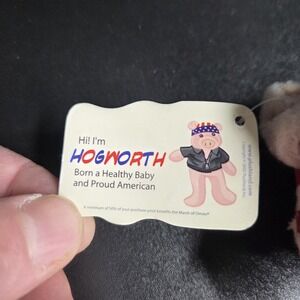 Hi! I'm
HOGWORTH
Born a Healthy Baby
and Proud American
A minimum of 50% of your purchase price benefits the March of Dimes®